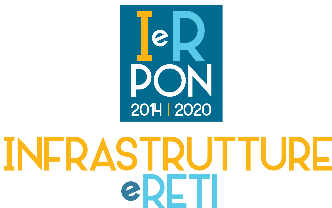 IeR
PON
2014 | 2020
INFRASTRUTTURE
eRETI